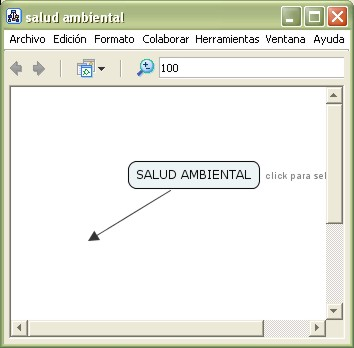 salud ambiental
Archivo Edición Formato Colaborar Herramientas Ventana Ayuda
100
SALUD AMBIENTAL click para sel